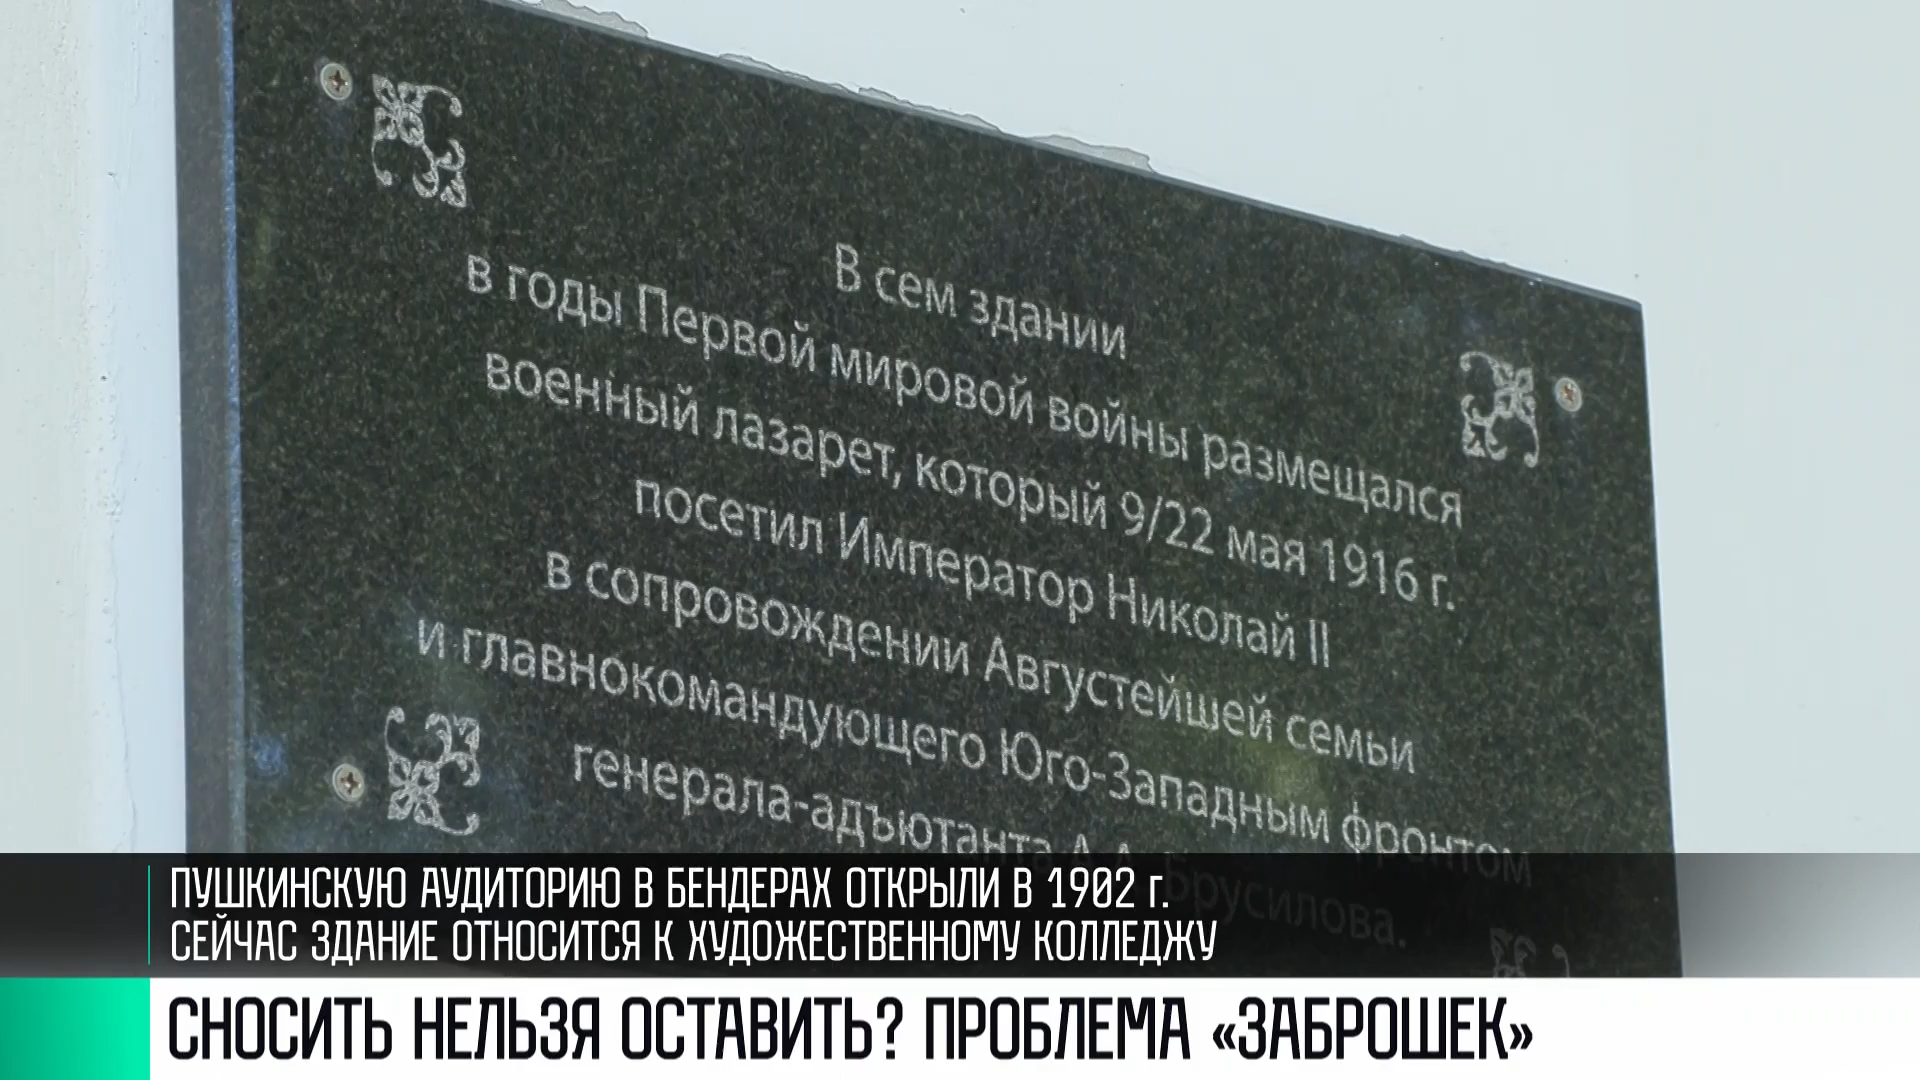 В сем здании
в годы Первой мировой войны размещался
военный лазарет, который 9/22 мая 1916 г.
посетил Император Николай II
в сопровождении Августейшей семьи
и главнокомандующего Юго-Западным фронтом
генерала-адъютанта А.А. Брусилова.
ПУШКИНСКУЮ АУДИТОРИЮ В БЕНДЕРАХ ОТКРЫЛИ В 1902 г.
СЕЙЧАС ЗДАНИЕ ОТНОСИТСЯ К ХУДОЖЕСТВЕННОМУ КОЛЛЕДЖУ
СНОСИТЬ НЕЛЬЗЯ ОСТАВИТЬ? ПРОБЛЕМА «ЗАБРОШЕК»